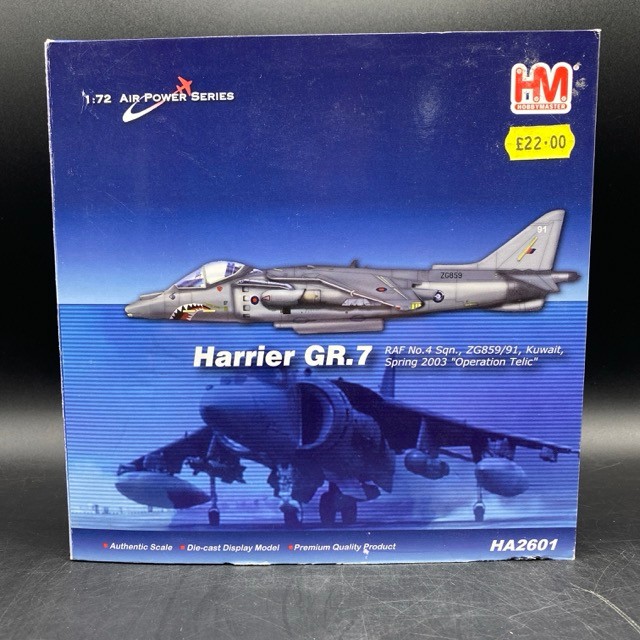 1:72 AIR POWER SERIES
HM
HOBBYMASTER
£22.00
91
ZG859
Harrier GR.7
RAF No.4 Sqn., ZG859/91, Kuwait,
Spring 2003 "Operation Telic"
Authentic Scale Die-cast Display Model Premium Quality Product
HA2601